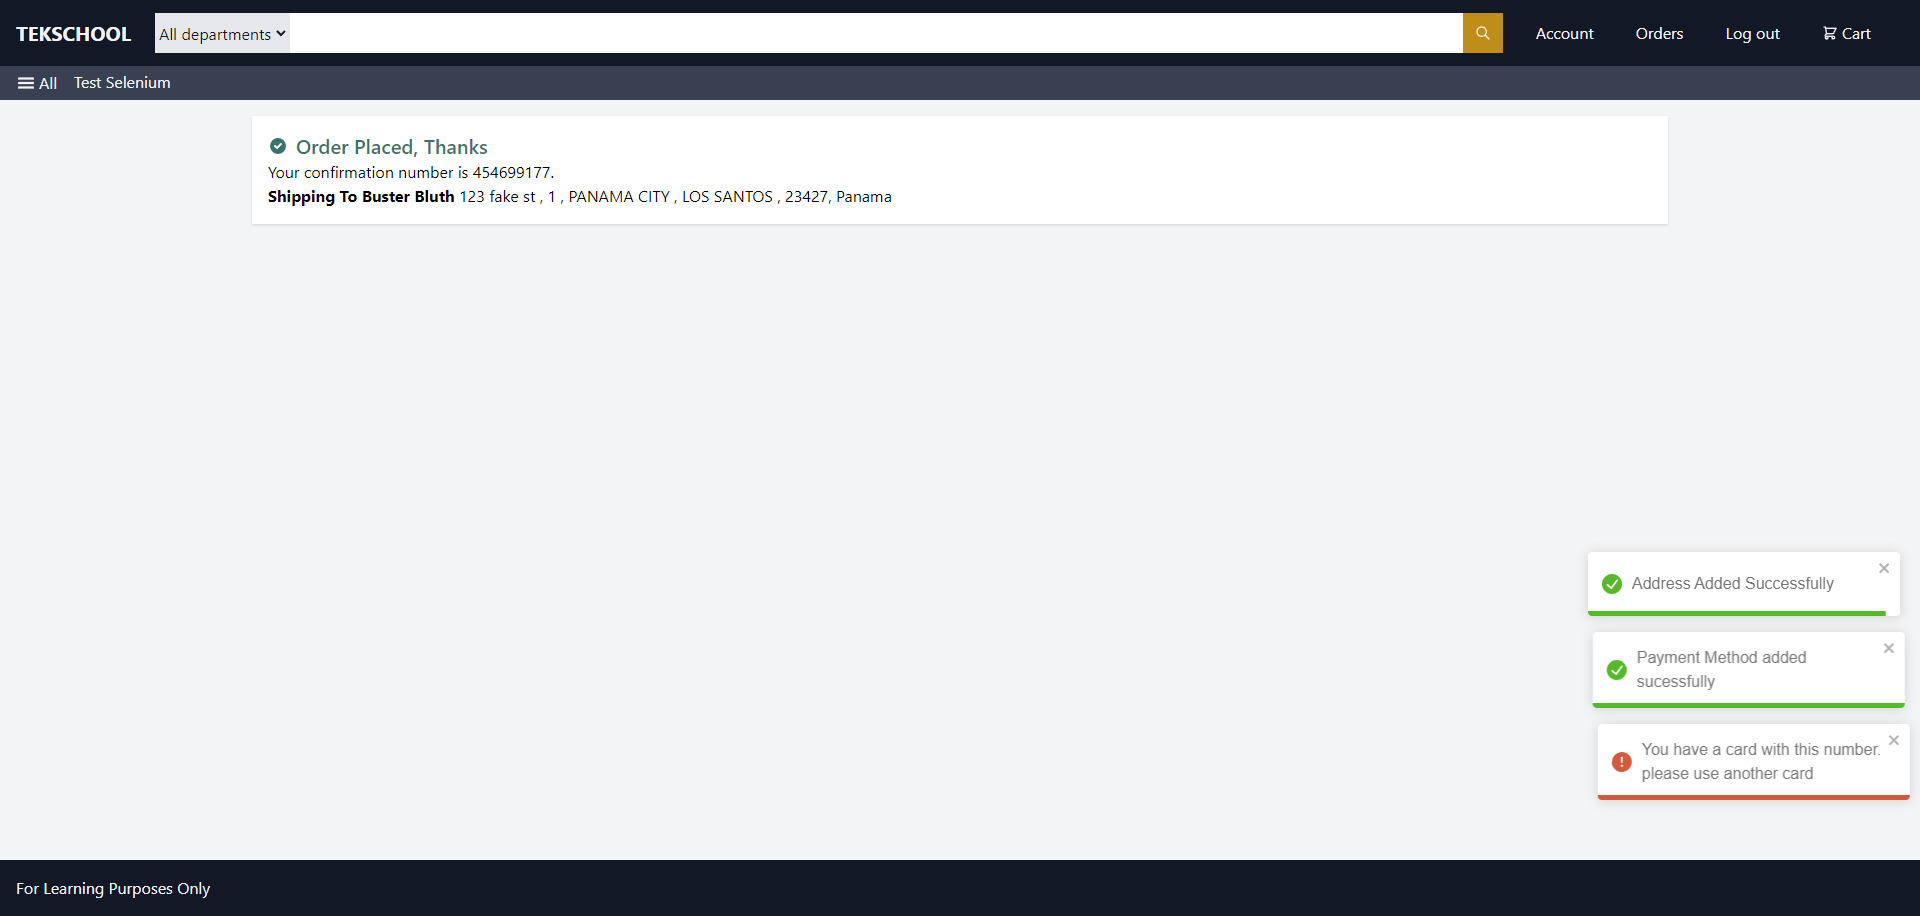 TEKSCHOOL
All departments
Account
Orders
Log out
Cart
All
Test Selenium
Order Placed, Thanks
Your confirmation number is 454699177.
Shipping To Buster Bluth 123 fake st , 1 , PANAMA CITY , LOS SANTOS , 23427, Panama
Address Added Successfully
Payment Method added
sucessfully
You have a card with this number.
please use another card
For Learning Purposes Only